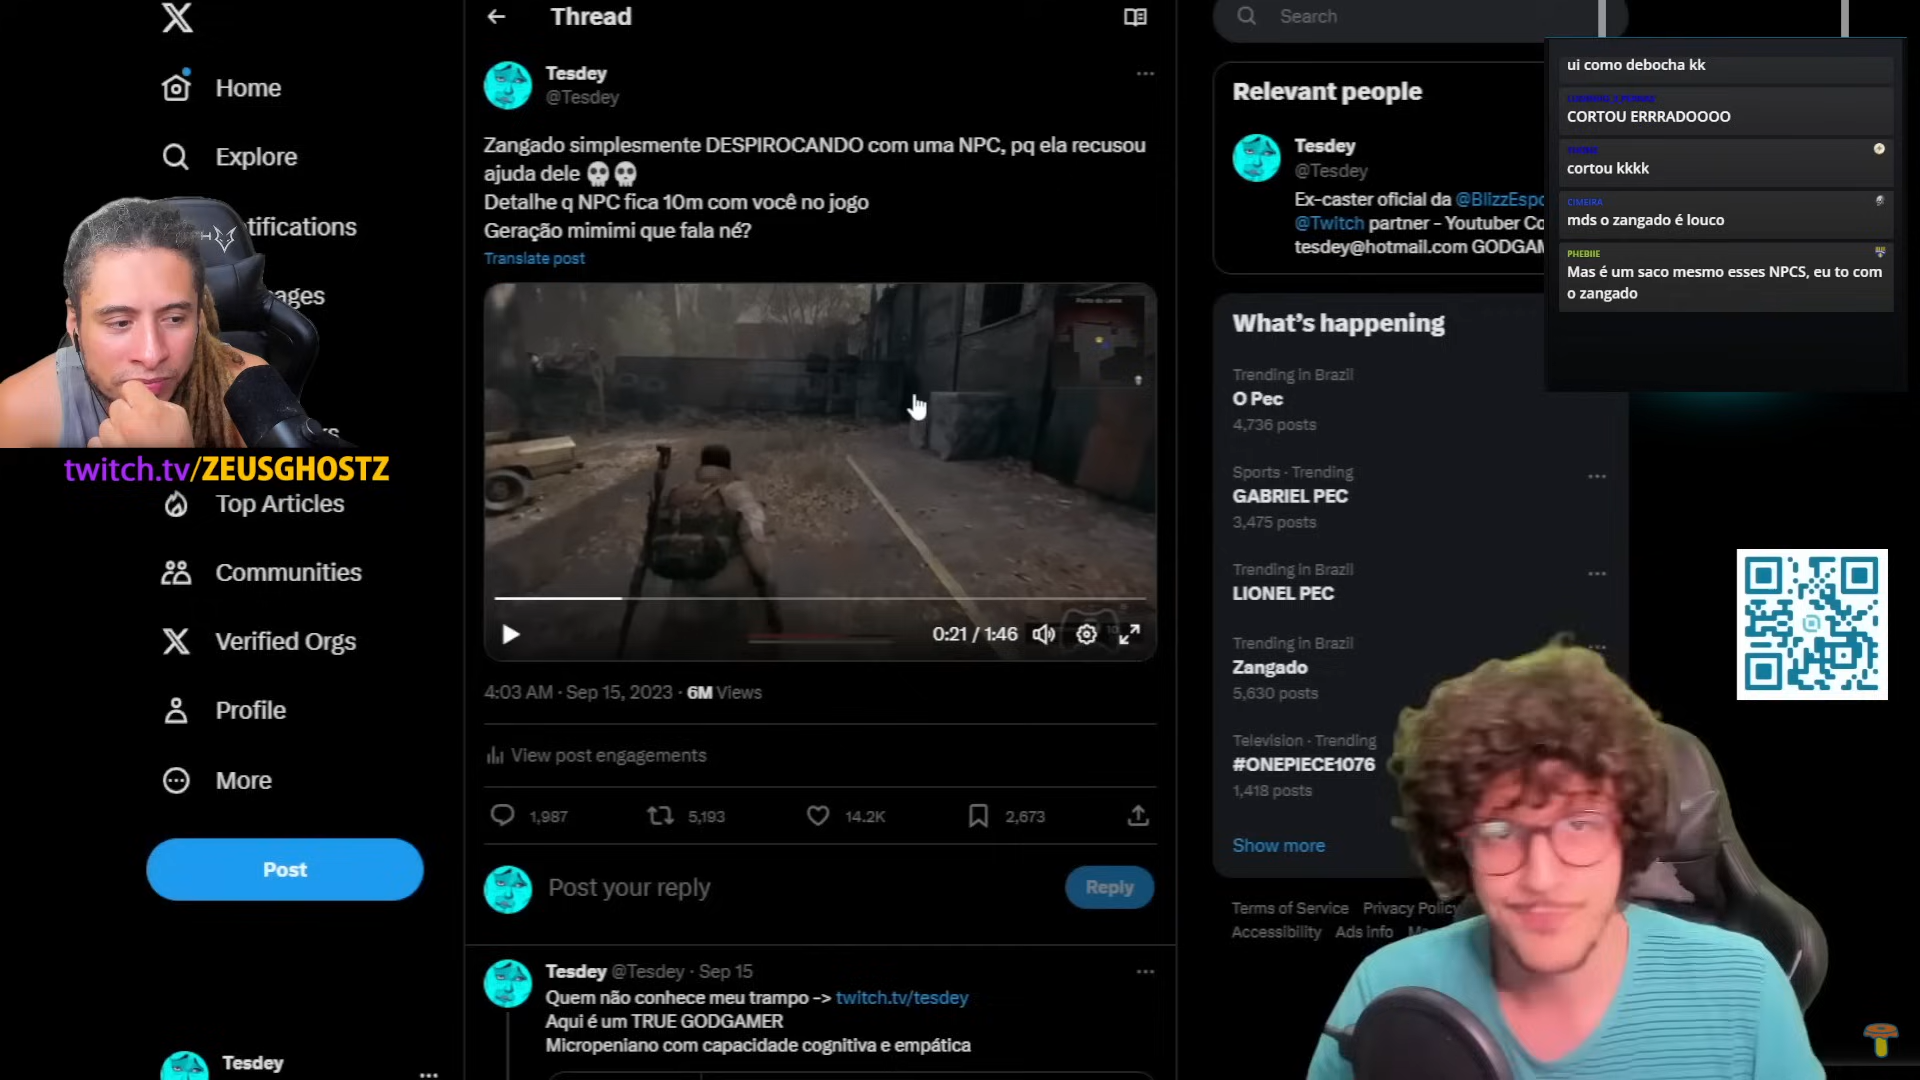 Home
Explore
tifications
ages
twitch.tv/ZEUSGHOSTZ
Top Articles
Communities
Verified Orgs
Profile
More
Post
Tesdey
Thread
Tesdey
@Tesdey
Zangado simplesmente DESPIROCANDO com uma NPC, pq ela recusou
ajuda dele 💀💀
Detalhe q NPC fica 10m com você no jogo
Geração mimimi que fala né?
Translate post
0:21 / 1:46
4:03 AM · Sep 15, 2023 · 6M Views
View post engagements
1,987
5,193
14.2K
2,673
Post your reply
Reply
Tesdey @Tesdey · Sep 15
Quem não conhece meu trampo -> twitch.tv/tesdey
Aqui é um TRUE GODGAMER
Micropeniano com capacidade cognitiva e empática
Search
Relevant people
Tesdey
@Tesdey
Ex-caster oficial da @BlizzEspo
@Twitch partner - Youtuber Co
tesdey@hotmail.com GODGAM
What's happening
Trending in Brazil
O Pec
4,736 posts
Sports · Trending
GABRIEL PEC
3,475 posts
Trending in Brazil
LIONEL PEC
Trending in Brazil
Zangado
5,630 posts
Television · Trending
#ONEPIECE1076
1,418 posts
Show more
Terms of Service Privacy Policy
Accessibility Ads info
ui como debocha kk
CORTOU ERRRADOOOO
cortou kkkk
CIMEIRA
mds o zangado é louco
PHEBIIE
Mas é um saco mesmo esses NPCS, eu to com
o zangado